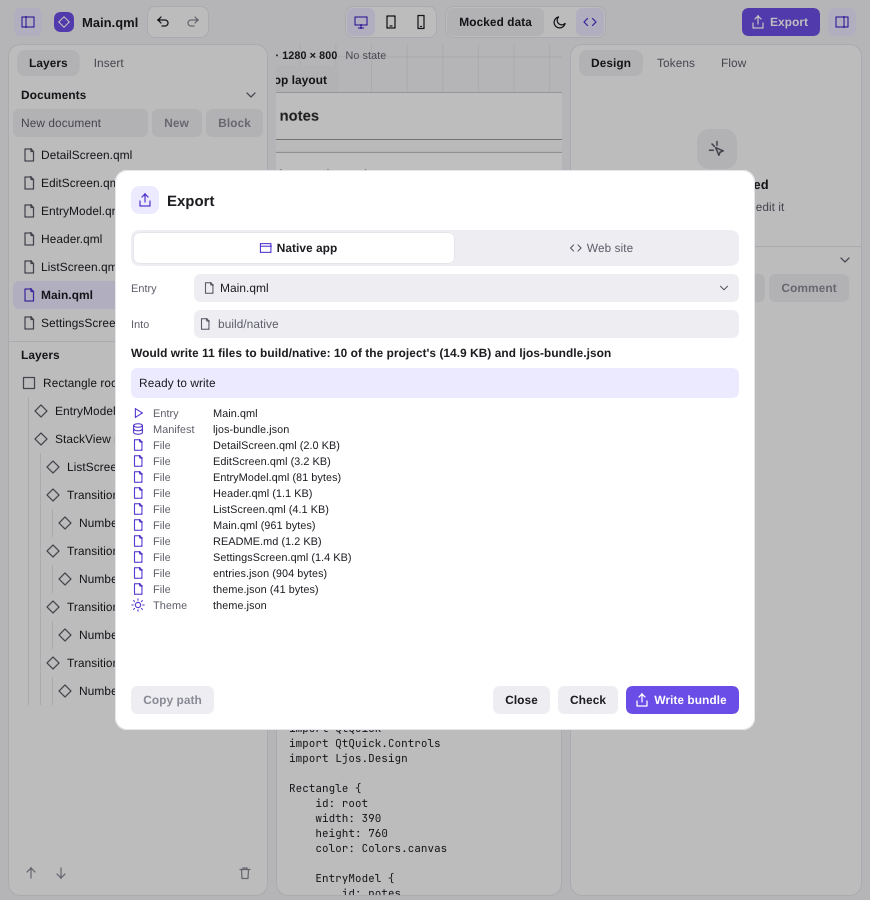 Main.qml
Mocked data
Export
Layers
Insert
· 1280 × 800 No state
Design
Tokens
Flow
Documents
op layout
New document
New
Block
notes
DetailScreen.qml
EditScreen.qm
ed
EntryModel.qm
edit it
Header.qml
ListScreen.qm
Main.qml
Comment
SettingsScree
Layers
Rectangle roo
EntryModel
StackView
ListScree
Transition
Numbe
Transition
Numbe
Transition
Numbe
Transition
Numbe
Export
Native app
Web site
Entry
Main.qml
Into
build/native
Would write 11 files to build/native: 10 of the project's (14.9 KB) and ljos-bundle.json
Ready to write
Entry Main.qml
Manifest ljos-bundle.json
File DetailScreen.qml (2.0 KB)
File EditScreen.qml (3.2 KB)
File EntryModel.qml (81 bytes)
File Header.qml (1.1 KB)
File ListScreen.qml (4.1 KB)
File Main.qml (961 bytes)
File README.md (1.2 KB)
File SettingsScreen.qml (1.4 KB)
File entries.json (904 bytes)
File theme.json (41 bytes)
Theme theme.json
Copy path
Close
Check
Write bundle
import QtQuick
import QtQuick.Controls
import Ljos.Design
Rectangle {
id: root
width: 390
height: 760
color: Colors.canvas
EntryModel {
id: notes